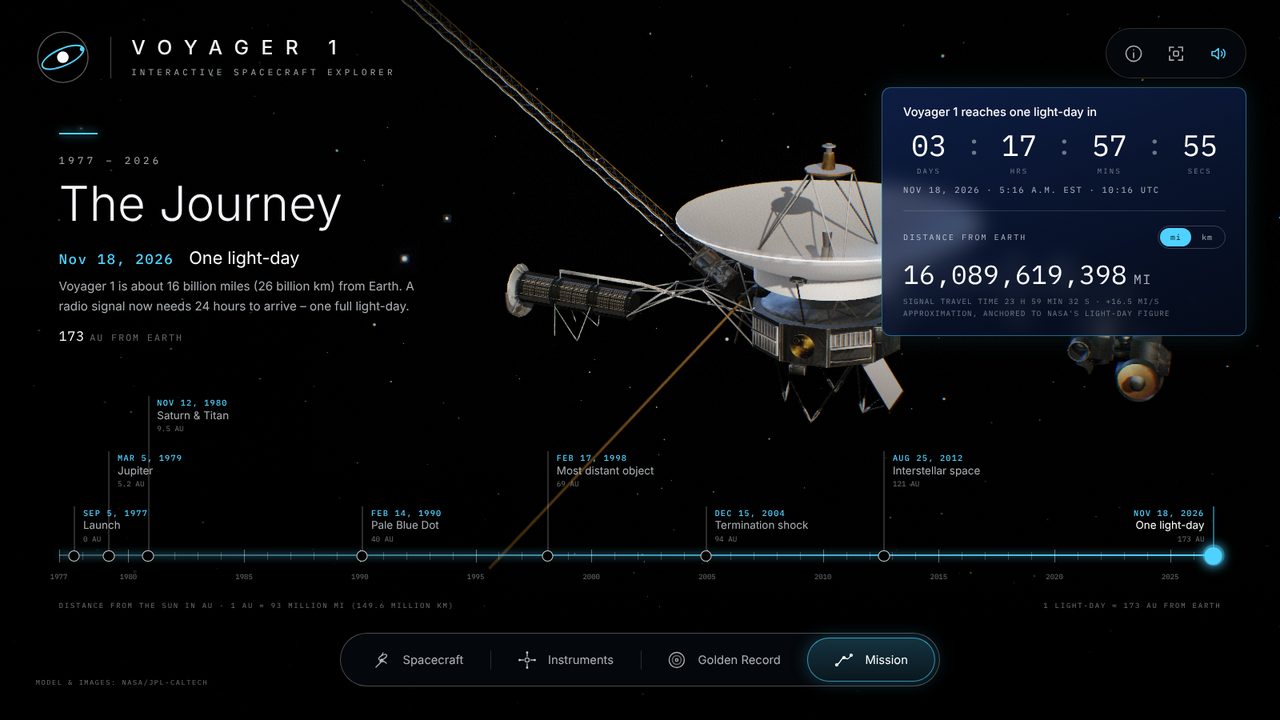 VOYAGER 1
INTERACTIVE SPACECRAFT EXPLORER
1977 – 2026
The Journey
Nov 18, 2026 One light-day
Voyager 1 is about 16 billion miles (26 billion km) from Earth. A
radio signal now needs 24 hours to arrive – one full light-day.
173 AU FROM EARTH
Voyager 1 reaches one light-day in
03 : 17 : 57 : 55
DAYS HRS MINS SECS
NOV 18, 2026 · 5:16 A.M. EST · 10:16 UTC
DISTANCE FROM EARTH
mi km
16,089,619,398 MI
SIGNAL TRAVEL TIME 23 H 59 MIN 32 S · +16.5 MI/S
APPROXIMATION, ANCHORED TO NASA'S LIGHT-DAY FIGURE
NOV 12, 1980
Saturn & Titan
9.5 AU
MAR 5, 1979
Jupiter
5.2 AU
SEP 5, 1977
Launch
0 AU
FEB 14, 1990
Pale Blue Dot
40 AU
FEB 17, 1998
Most distant object
69 AU
DEC 15, 2004
Termination shock
94 AU
AUG 25, 2012
Interstellar space
121 AU
NOV 18, 2026
One light-day
173 AU
1977 1980 1985 1990 1995 2000 2005 2010 2015 2020 2025
DISTANCE FROM THE SUN IN AU · 1 AU ≈ 93 MILLION MI (149.6 MILLION KM)
1 LIGHT-DAY ≈ 173 AU FROM EARTH
Spacecraft Instruments Golden Record Mission
MODEL & IMAGES: NASA/JPL-CALTECH